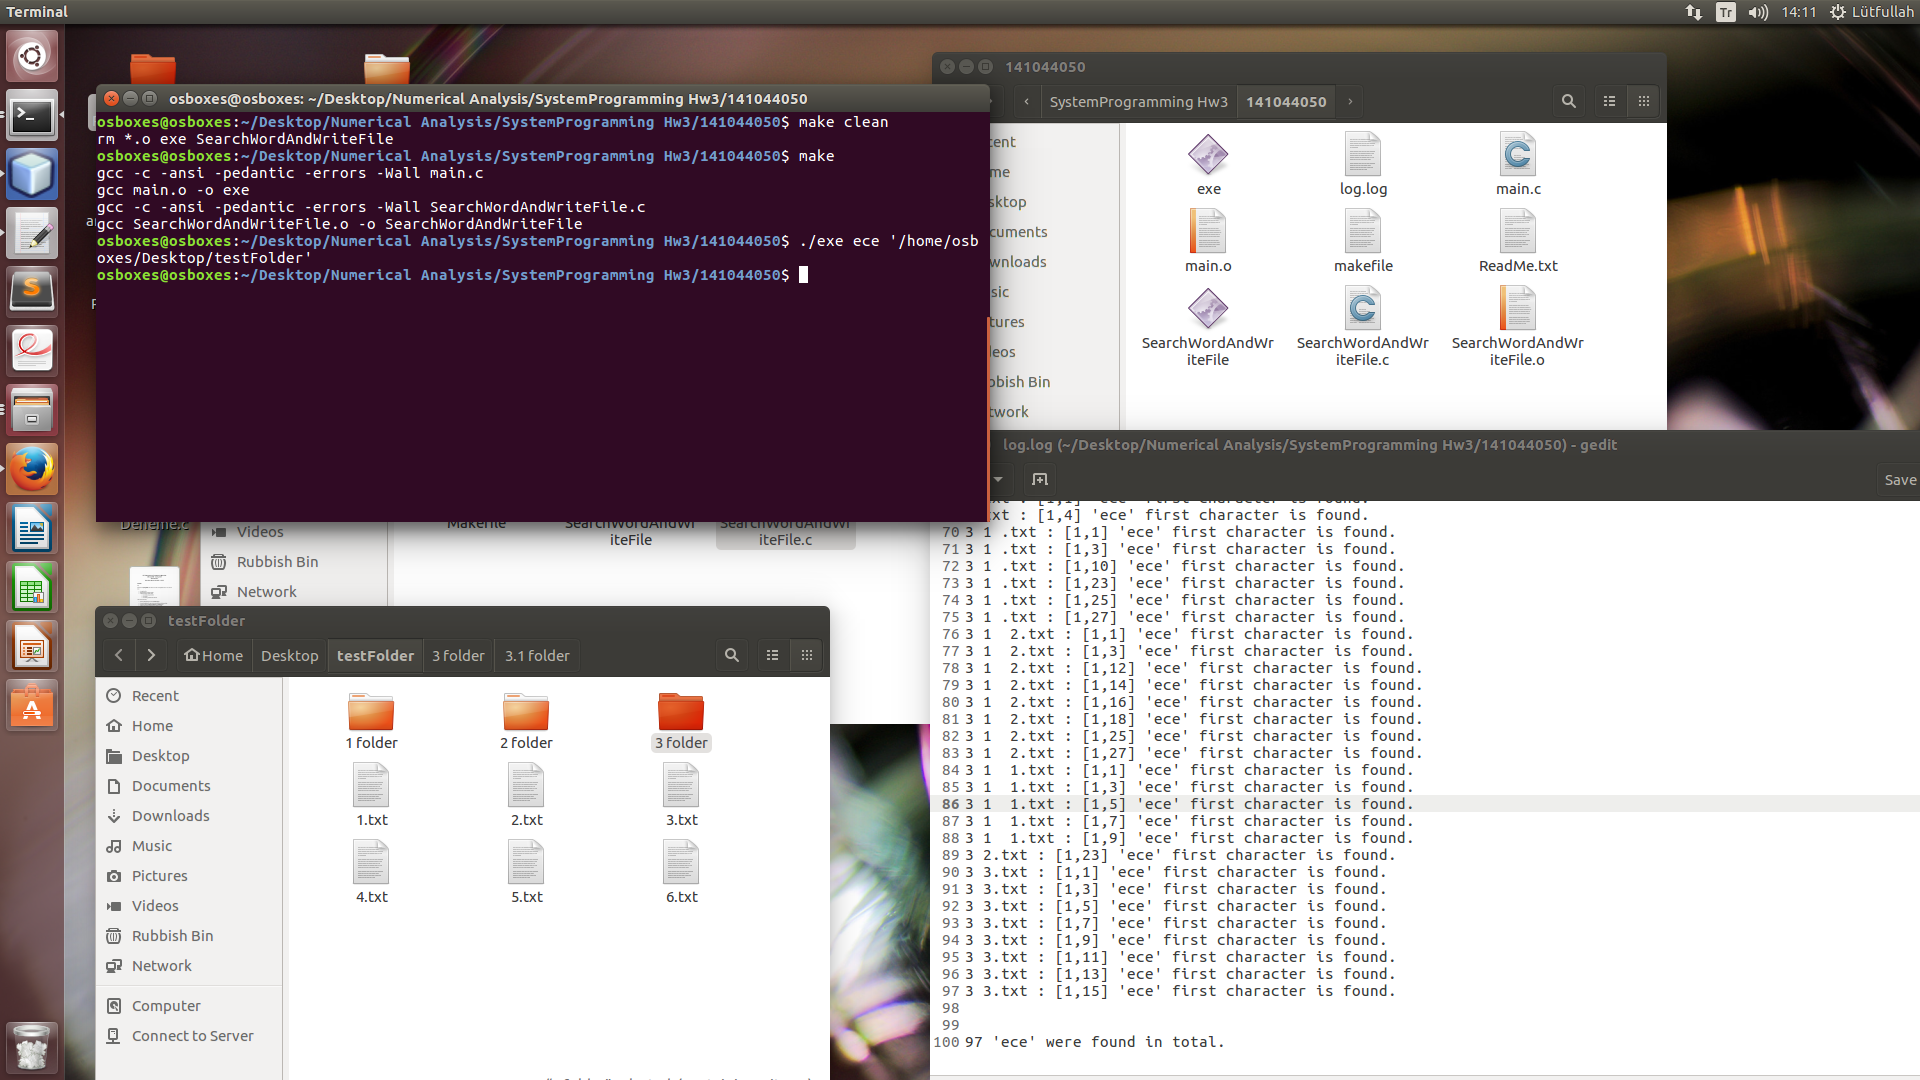 Terminal
Tr
14:11
Lütfullah
osboxes@osboxes: ~/Desktop/Numerical Analysis/SystemProgramming Hw3/141044050
osboxes@osboxes:~/Desktop/Numerical Analysis/SystemProgramming Hw3/141044050$ make clean
rm *.o exe SearchWordAndWriteFile
osboxes@osboxes:~/Desktop/Numerical Analysis/SystemProgramming Hw3/141044050$ make
gcc -c -ansi -pedantic -errors -Wall main.c
gcc main.o -o exe
gcc -c -ansi -pedantic -errors -Wall SearchWordAndWriteFile.c
gcc SearchWordAndWriteFile.o -o SearchWordAndWriteFile
osboxes@osboxes:~/Desktop/Numerical Analysis/SystemProgramming Hw3/141044050$ ./exe ece '/home/osb
oxes/Desktop/testFolder'
osboxes@osboxes:~/Desktop/Numerical Analysis/SystemProgramming Hw3/141044050$
141044050
SystemProgramming Hw3
141044050
ent
me
sktop
cuments
wnloads
sic
tures
leos
bbish Bin
twork
exe
log.log
main.c
main.o
makefile
ReadMe.txt
SearchWordAndWr
iteFile
SearchWordAndWr
iteFile.c
SearchWordAndWr
iteFile.o
Deneme.c
Videos
Rubbish Bin
Network
Makefile
SearchWordAndWr
iteFile
SearchWordAndWr
iteFile.c
testFolder
Home
Desktop
testFolder
3 folder
3.1 folder
Recent
Home
Desktop
Documents
Downloads
Music
Pictures
Videos
Rubbish Bin
Network
Computer
Connect to Server
1 folder
2 folder
3 folder
1.txt
2.txt
3.txt
4.txt
5.txt
6.txt
log.log (~/Desktop/Numerical Analysis/SystemProgramming Hw3/141044050) - gedit
Save
xt : [1,1] 'ece' first character is found.
xt : [1,4] 'ece' first character is found.
70 3 1 .txt : [1,1] 'ece' first character is found.
71 3 1 .txt : [1,3] 'ece' first character is found.
72 3 1 .txt : [1,10] 'ece' first character is found.
73 3 1 .txt : [1,23] 'ece' first character is found.
74 3 1 .txt : [1,25] 'ece' first character is found.
75 3 1 .txt : [1,27] 'ece' first character is found.
76 3 1  2.txt : [1,1] 'ece' first character is found.
77 3 1  2.txt : [1,3] 'ece' first character is found.
78 3 1  2.txt : [1,12] 'ece' first character is found.
79 3 1  2.txt : [1,14] 'ece' first character is found.
80 3 1  2.txt : [1,16] 'ece' first character is found.
81 3 1  2.txt : [1,18] 'ece' first character is found.
82 3 1  2.txt : [1,25] 'ece' first character is found.
83 3 1  2.txt : [1,27] 'ece' first character is found.
84 3 1  1.txt : [1,1] 'ece' first character is found.
85 3 1  1.txt : [1,3] 'ece' first character is found.
86 3 1  1.txt : [1,5] 'ece' first character is found.
87 3 1  1.txt : [1,7] 'ece' first character is found.
88 3 1  1.txt : [1,9] 'ece' first character is found.
89 3 2.txt : [1,23] 'ece' first character is found.
90 3 3.txt : [1,1] 'ece' first character is found.
91 3 3.txt : [1,3] 'ece' first character is found.
92 3 3.txt : [1,5] 'ece' first character is found.
93 3 3.txt : [1,7] 'ece' first character is found.
94 3 3.txt : [1,9] 'ece' first character is found.
95 3 3.txt : [1,11] 'ece' first character is found.
96 3 3.txt : [1,13] 'ece' first character is found.
97 3 3.txt : [1,15] 'ece' first character is found.
98
99
100 97 'ece' were found in total.